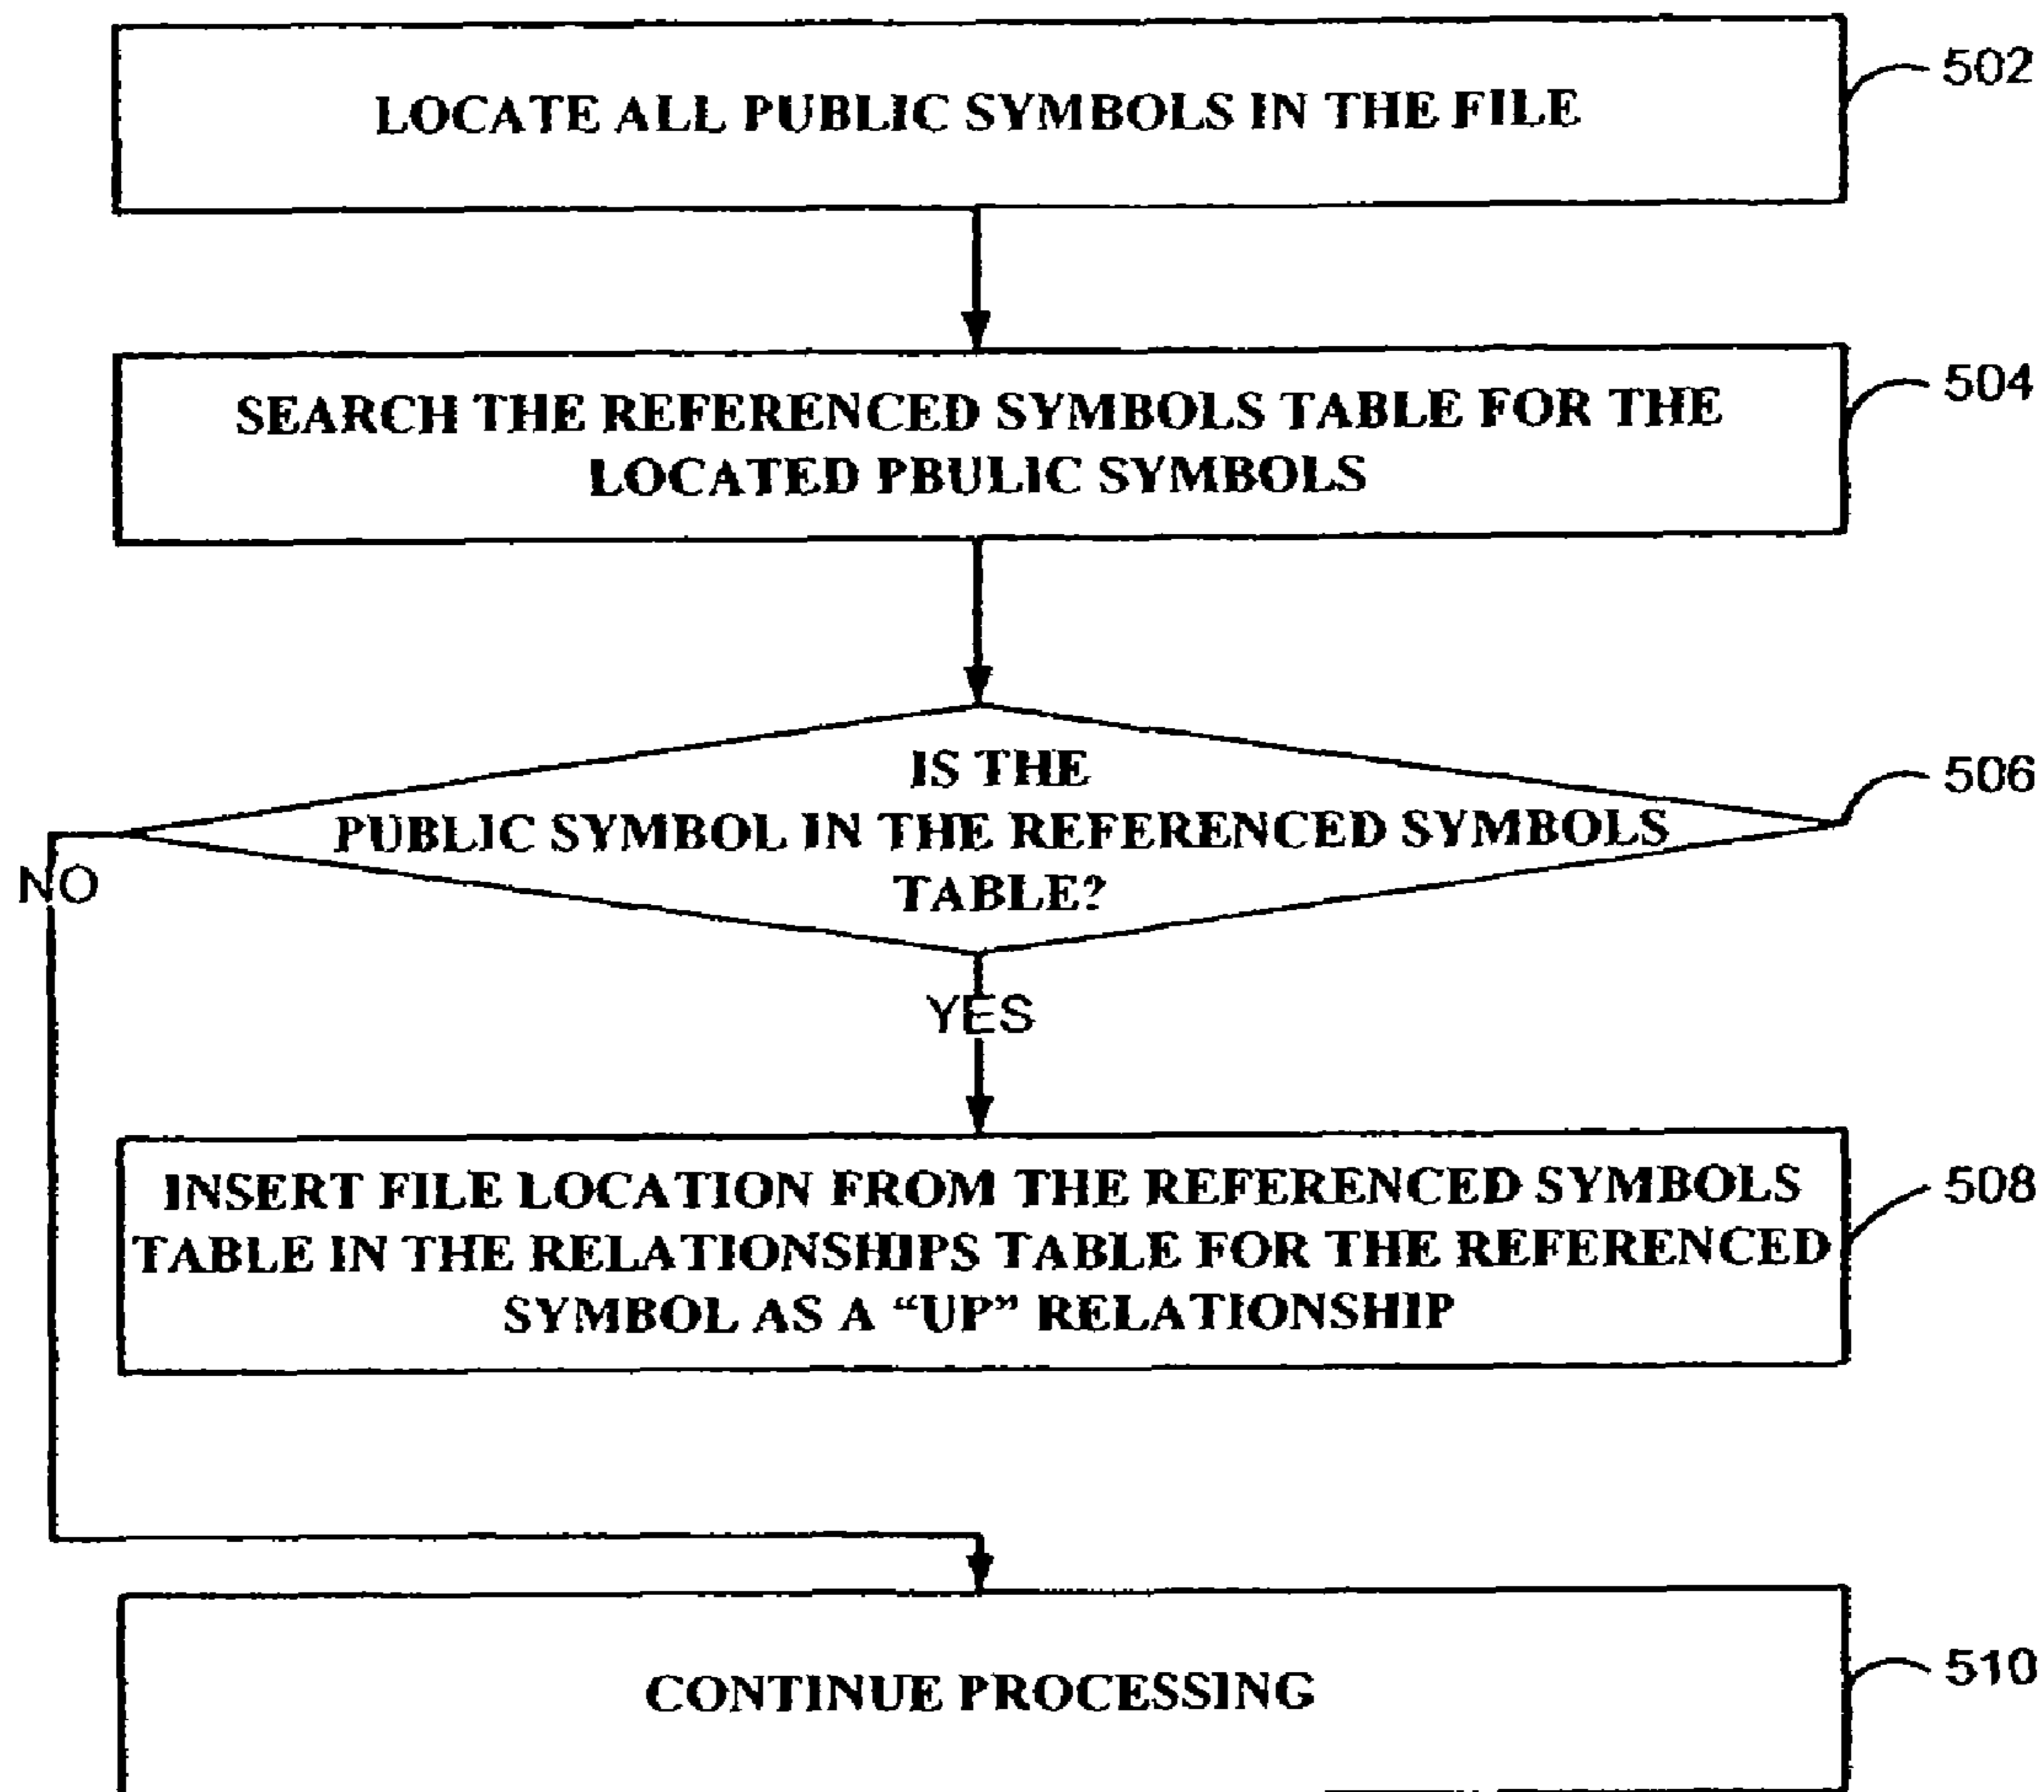 LOCATE ALL PUBLIC SYMBOLS IN THE FILE
502
SEARCH THE REFERENCED SYMBOLS TABLE FOR THE
LOCATED PBULIC SYMBOLS
504
IS THE
PUBLIC SYMBOL IN THE REFERENCED SYMBOLS
TABLE?
506
NO
YES
INSERT FILE LOCATION FROM THE REFERENCED SYMBOLS
TABLE IN THE RELATIONSHIPS TABLE FOR THE REFERENCED
SYMBOL AS A “UP” RELATIONSHIP
508
CONTINUE PROCESSING
510